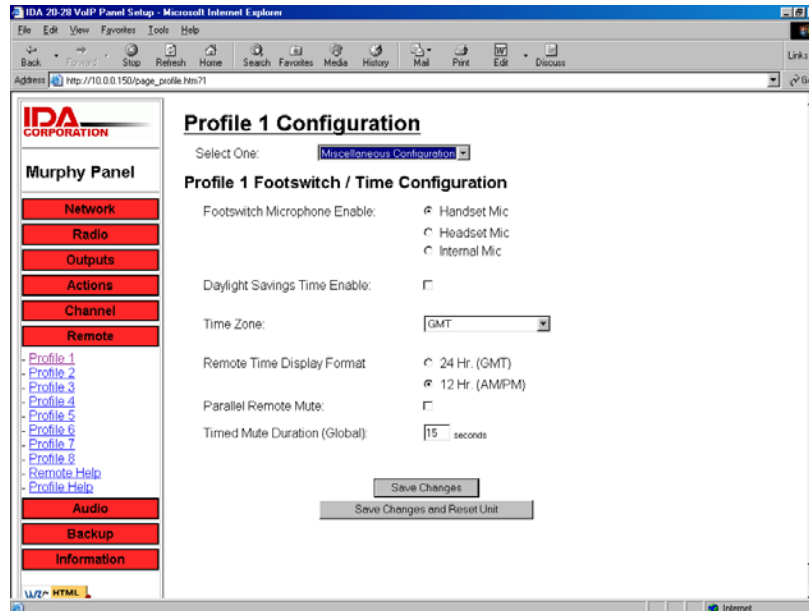 IDA 20-28 VoIP Panel Setup - Microsoft Internet Explorer
File Edit View Favorites Tools Help
Back Forward Stop Refresh Home Search Favorites Media History Mail Print Edit Discuss Links
Address http://10.0.0.150/page_profile.htm?1
IDA
CORPORATION
Murphy Panel
Network
Radio
Outputs
Actions
Channel
Remote
- Profile 1
- Profile 2
- Profile 3
- Profile 4
- Profile 5
- Profile 6
- Profile 7
- Profile 8
- Remote Help
- Profile Help
Audio
Backup
Information
W3C HTML
Profile 1 Configuration
Select One: Miscellaneous Configuration
Profile 1 Footswitch / Time Configuration
Footswitch Microphone Enable: Handset Mic
Headset Mic
Internal Mic
Daylight Savings Time Enable:
Time Zone: GMT
Remote Time Display Format 24 Hr. (GMT)
12 Hr. (AM/PM)
Parallel Remote Mute:
Timed Mute Duration (Global): 15 seconds
Save Changes
Save Changes and Reset Unit
Internet